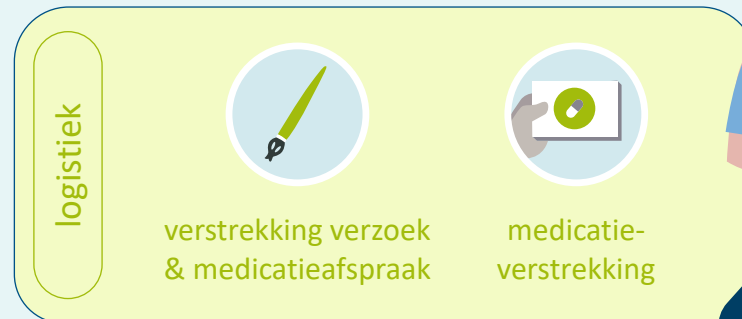 logistiek
verstrekking verzoek
& medicatieafspraak
medicatie-
verstrekking